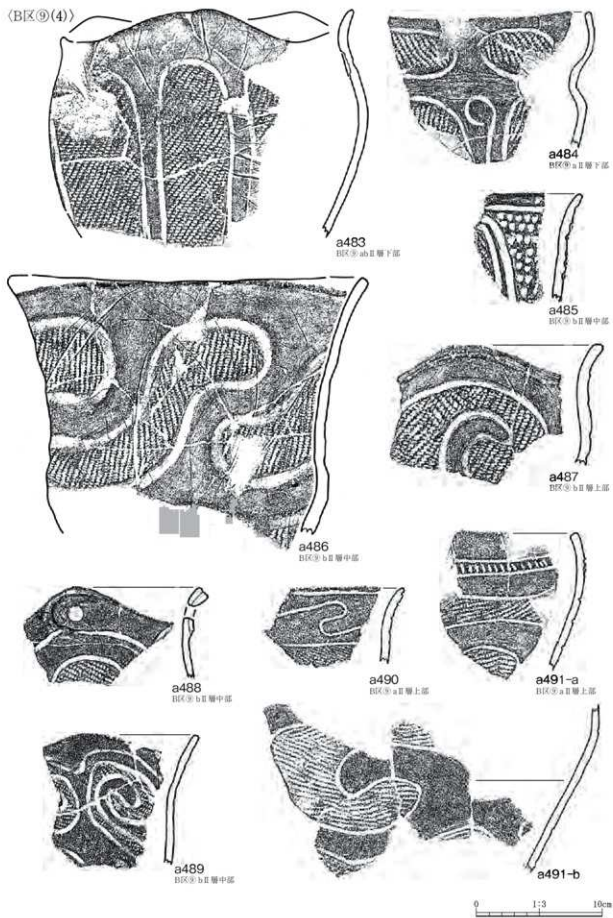 〈B区⑨(4)〉
a483
B区⑨abⅡ層下部
a484
B区⑨aⅡ層下部
a485
B区⑨bⅡ層中部
a486
B区⑨bⅡ層中部
a487
B区⑨bⅡ層上部
a488
B区⑨bⅡ層中部
a490
B区⑨aⅡ層上部
a491-a
B区⑨aⅡ層上部
a489
B区⑨bⅡ層中部
a491-b
0 1:3 10cm